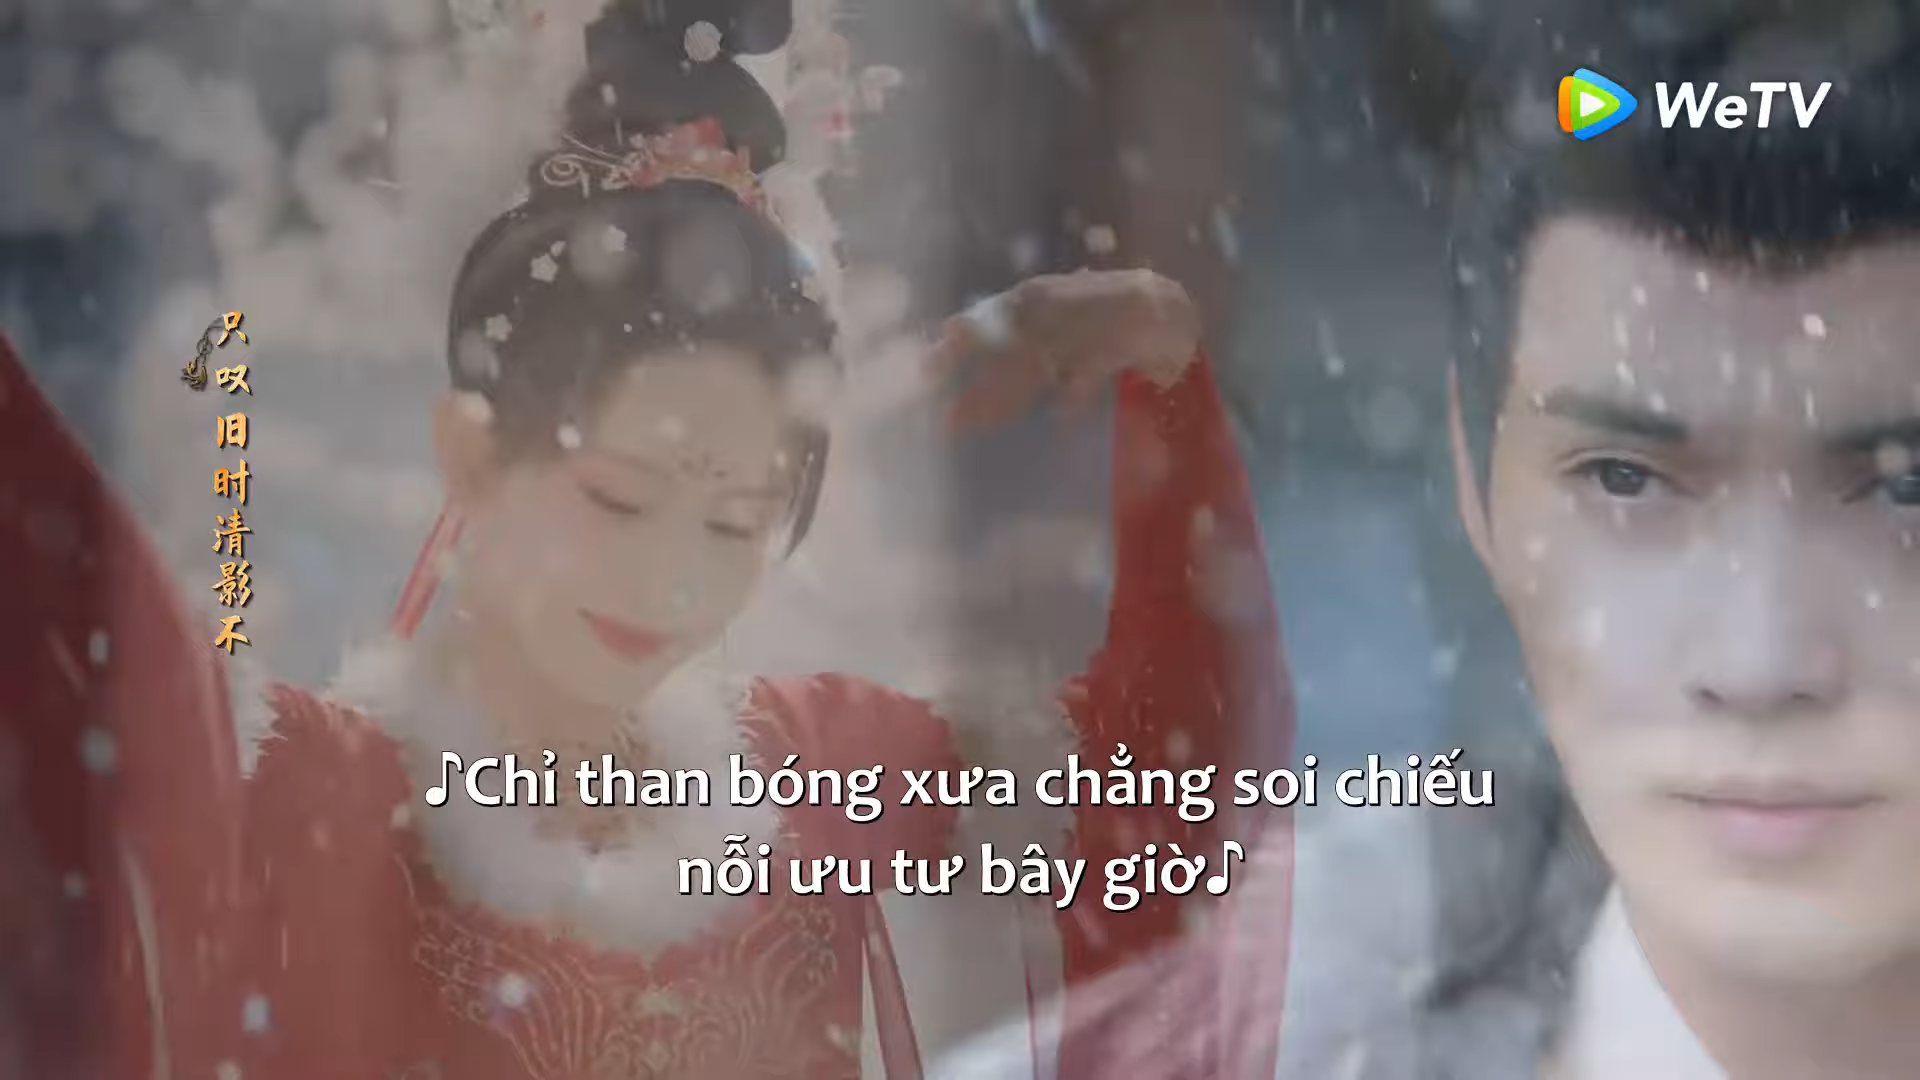 WeTV
只叹旧时清影不
♪Chỉ than bóng xưa chẳng soi chiếu
nỗi ưu tư bây giờ♪